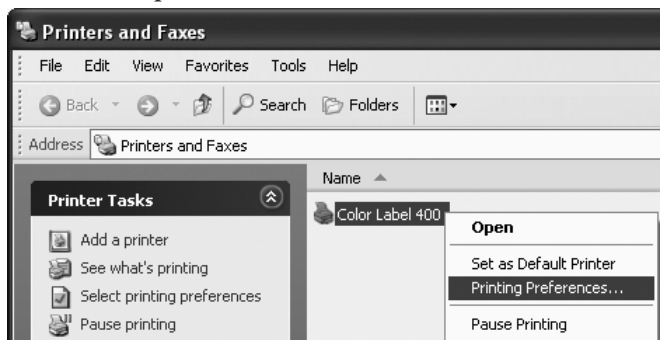 Printers and Faxes
File Edit View Favorites Tools Help
Back Search Folders
Address Printers and Faxes
Name
Printer Tasks
Add a printer
See what's printing
Select printing preferences
Pause printing
Color Label 400
Open
Set as Default Printer
Printing Preferences...
Pause Printing